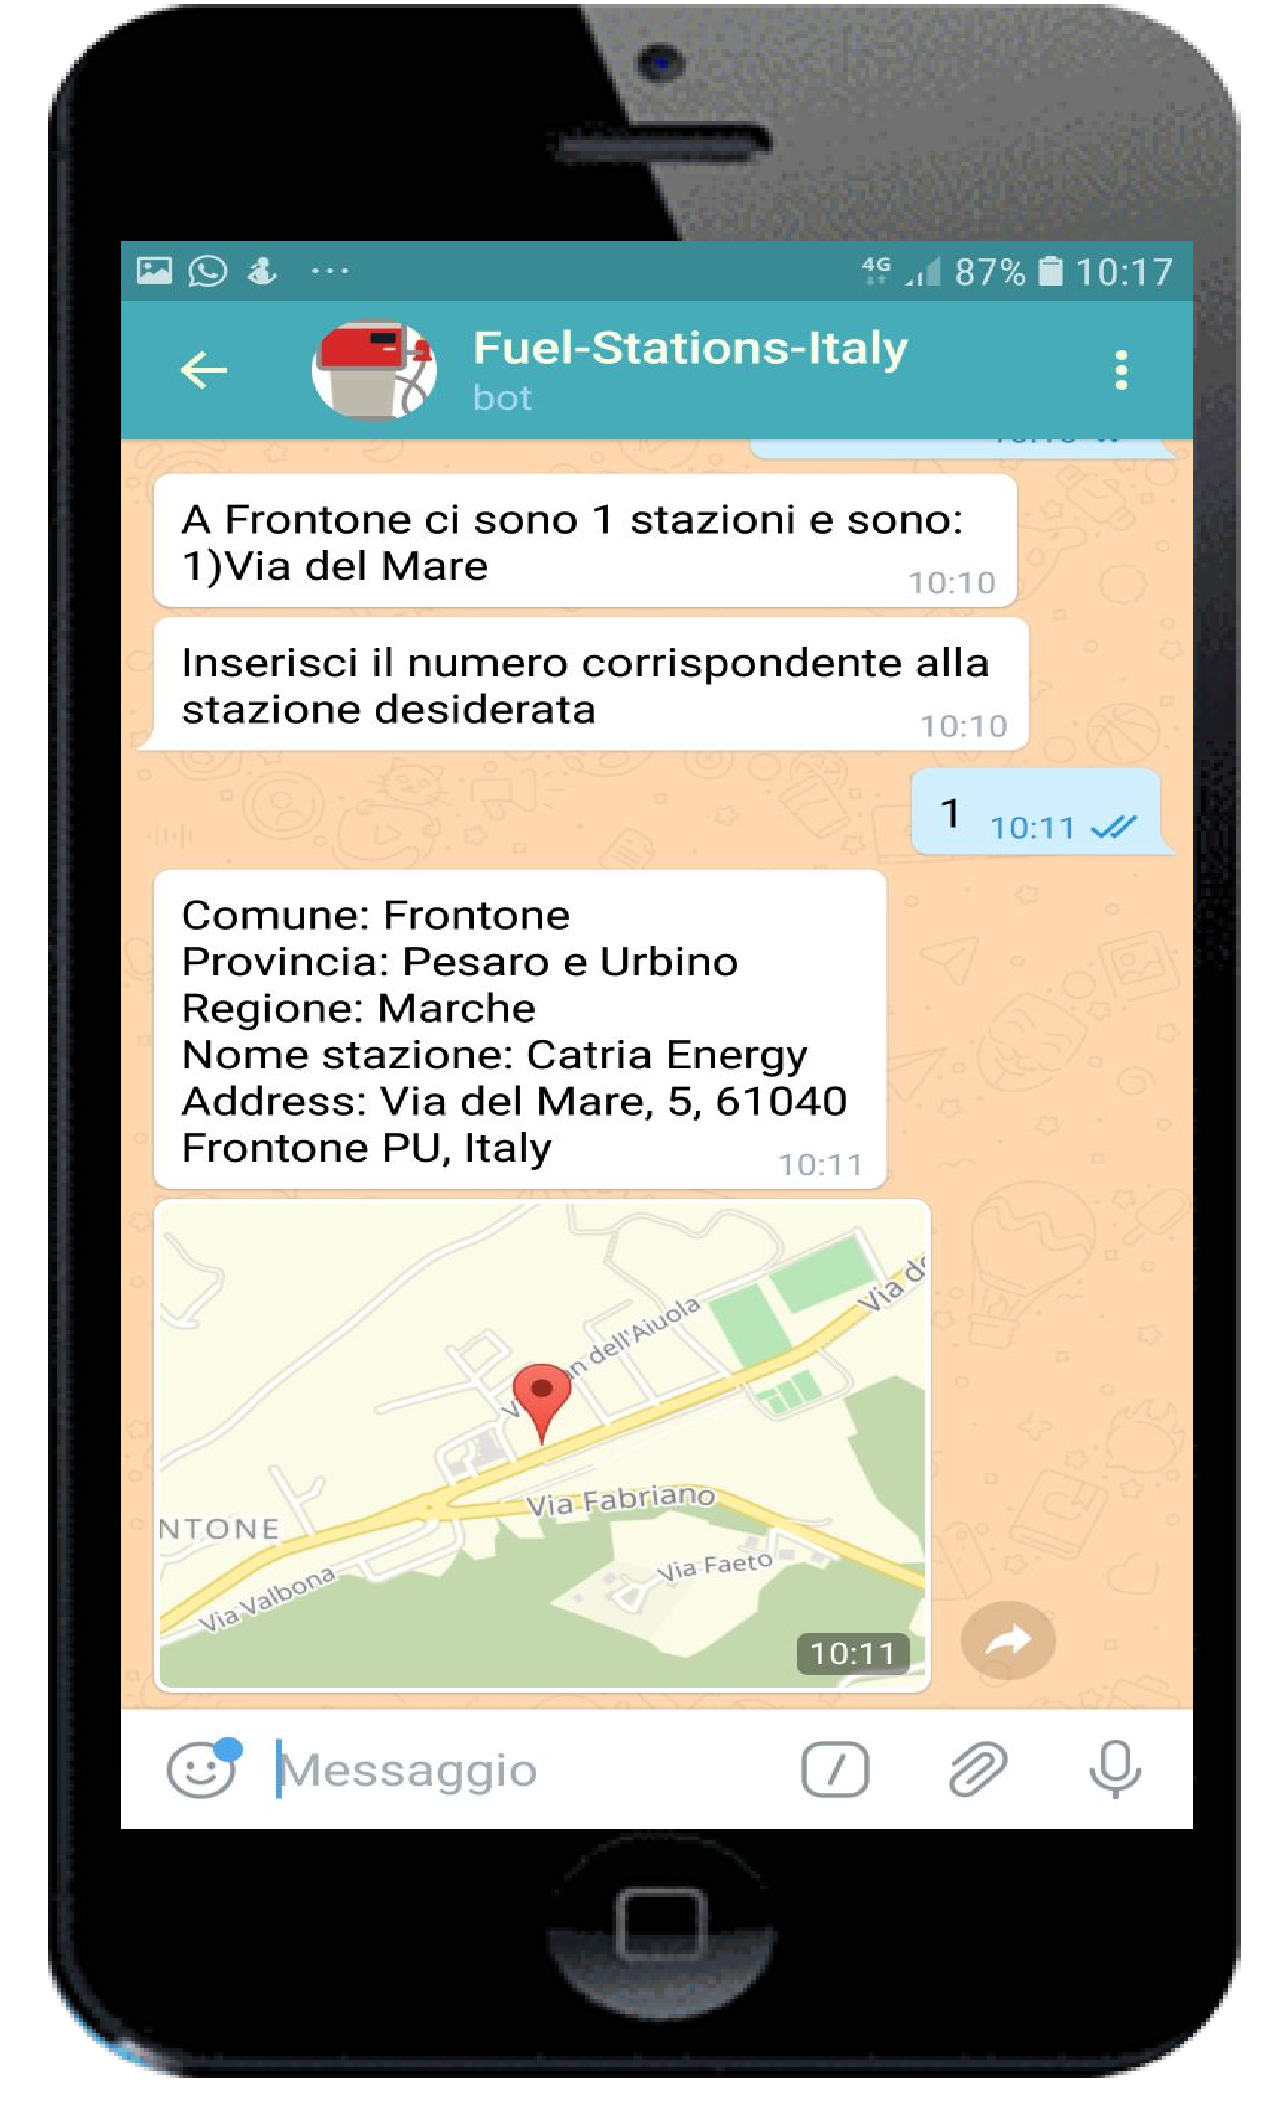 4G 87% 10:17
Fuel-Stations-Italy
bot
A Frontone ci sono 1 stazioni e sono:
1)Via del Mare
10:10
Inserisci il numero corrispondente alla
stazione desiderata
10:10
1 10:11
Comune: Frontone
Provincia: Pesaro e Urbino
Regione: Marche
Nome stazione: Catria Energy
Address: Via del Mare, 5, 61040
Frontone PU, Italy
10:11
Via d
an dell'Aiuola
Via Fabriano
NTONE
Via Faeto
Via Valbona
10:11
Messaggio